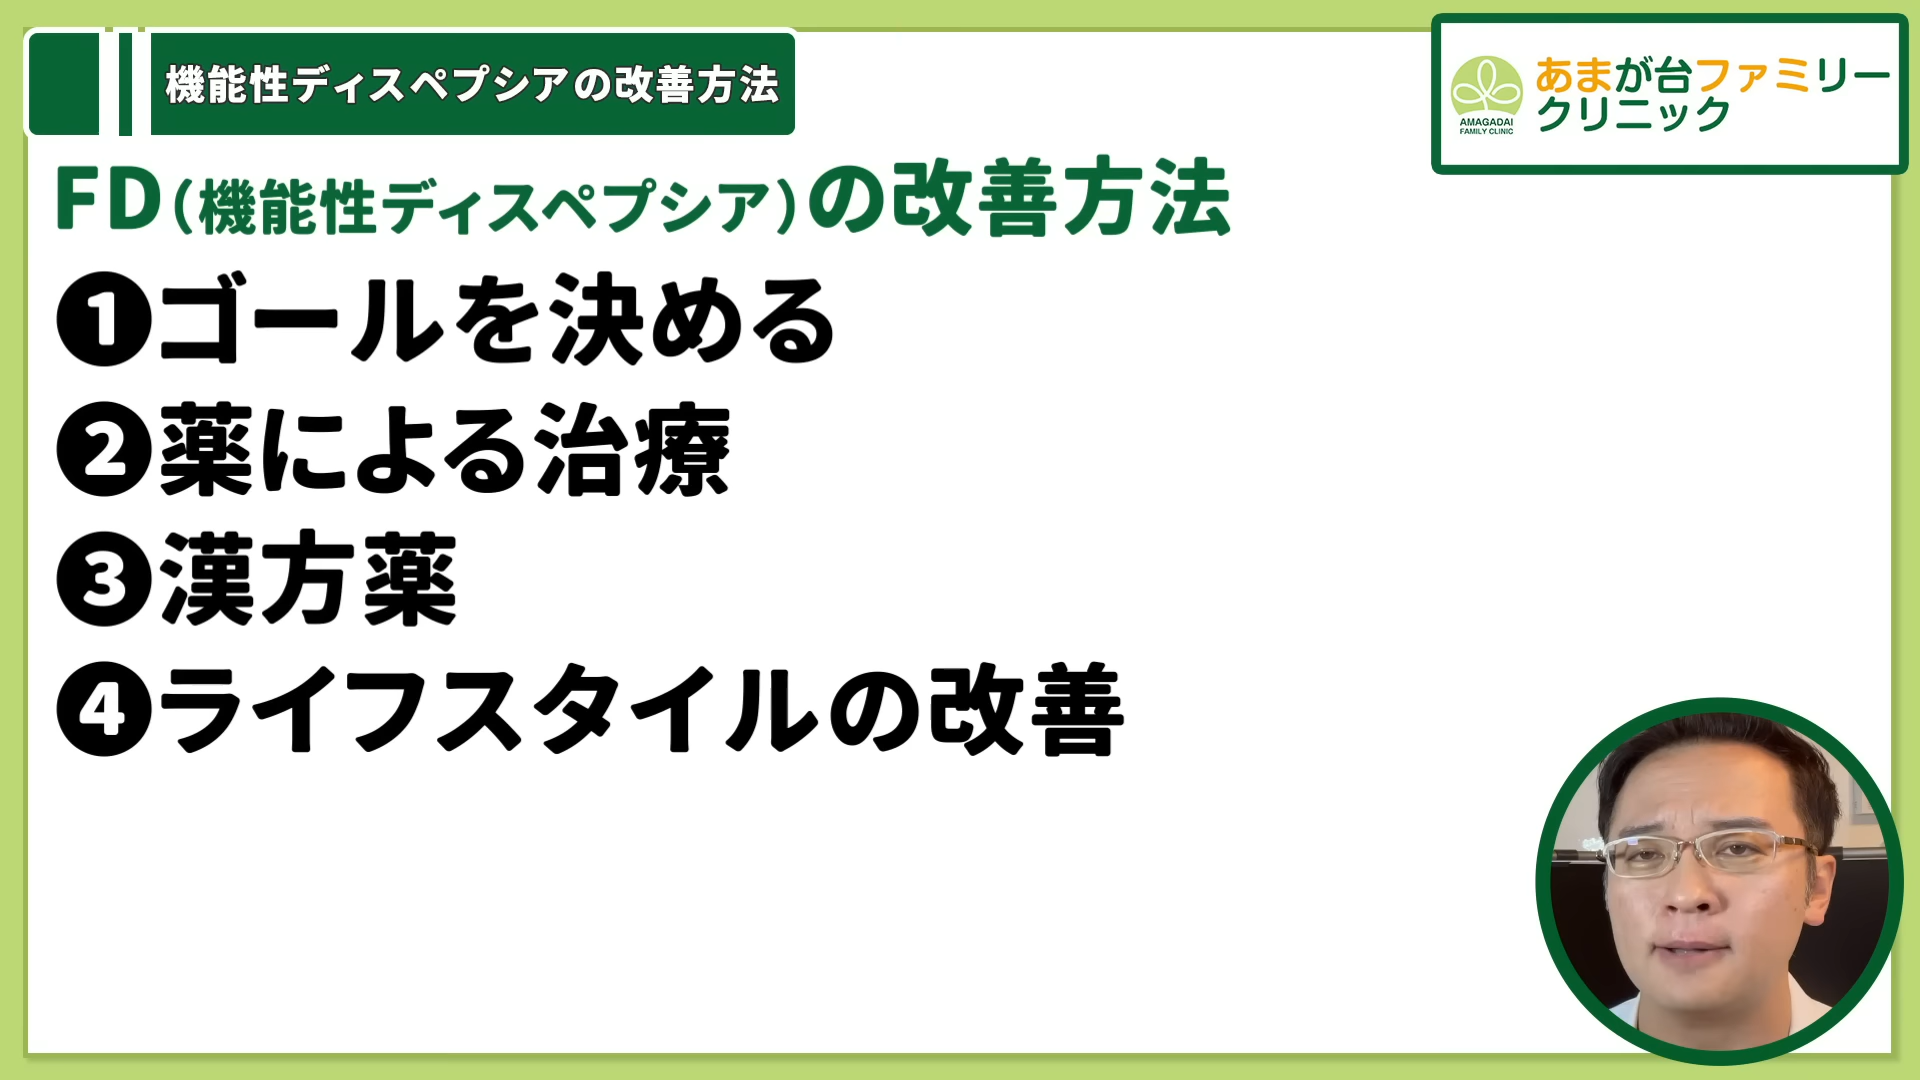 機能性ディスペプシアの改善方法
あまが台ファミリー
クリニック
AMAGADAI
FAMILY CLINIC
FD(機能性ディスペプシア)の改善方法
❶ゴールを決める
❷薬による治療
❸漢方薬
❹ライフスタイルの改善